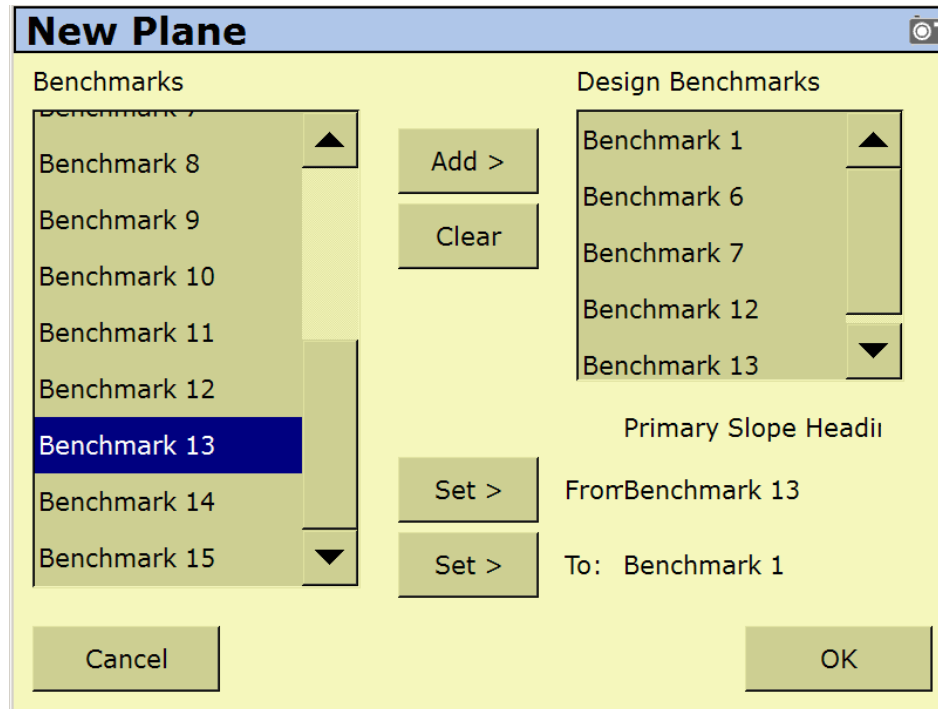 New Plane
Benchmarks
Design Benchmarks
Benchmark 8
Benchmark 9
Benchmark 10
Benchmark 11
Benchmark 12
Benchmark 13
Benchmark 14
Benchmark 15
Add >
Clear
Benchmark 1
Benchmark 6
Benchmark 7
Benchmark 12
Benchmark 13
Primary Slope
Set > From Benchmark 13
Set > To: Benchmark 1
Cancel
OK